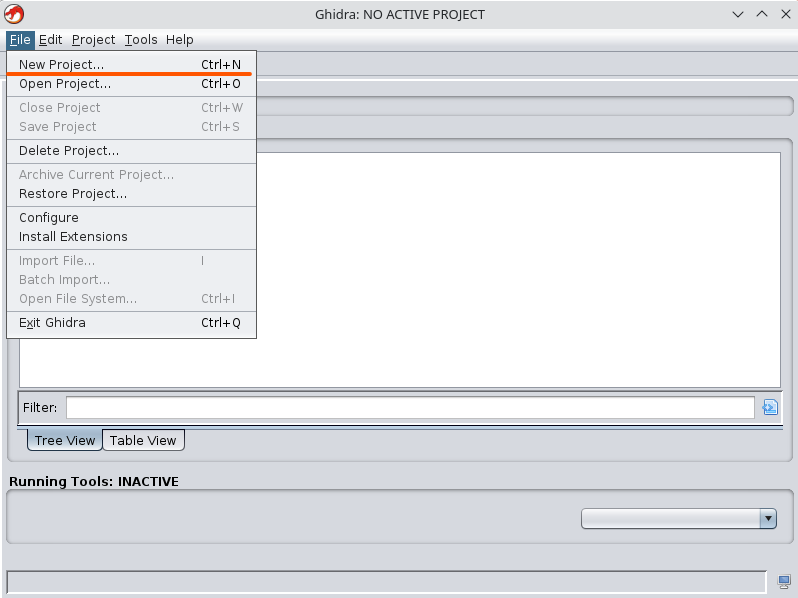 Ghidra: NO ACTIVE PROJECT
File Edit Project Tools Help
New Project... Ctrl+N
Open Project... Ctrl+O
Close Project Ctrl+W
Save Project Ctrl+S
Delete Project...
Archive Current Project...
Restore Project...
Configure
Install Extensions
Import File... I
Batch Import...
Open File System... Ctrl+I
Exit Ghidra Ctrl+Q
Filter:
Tree View Table View
Running Tools: INACTIVE